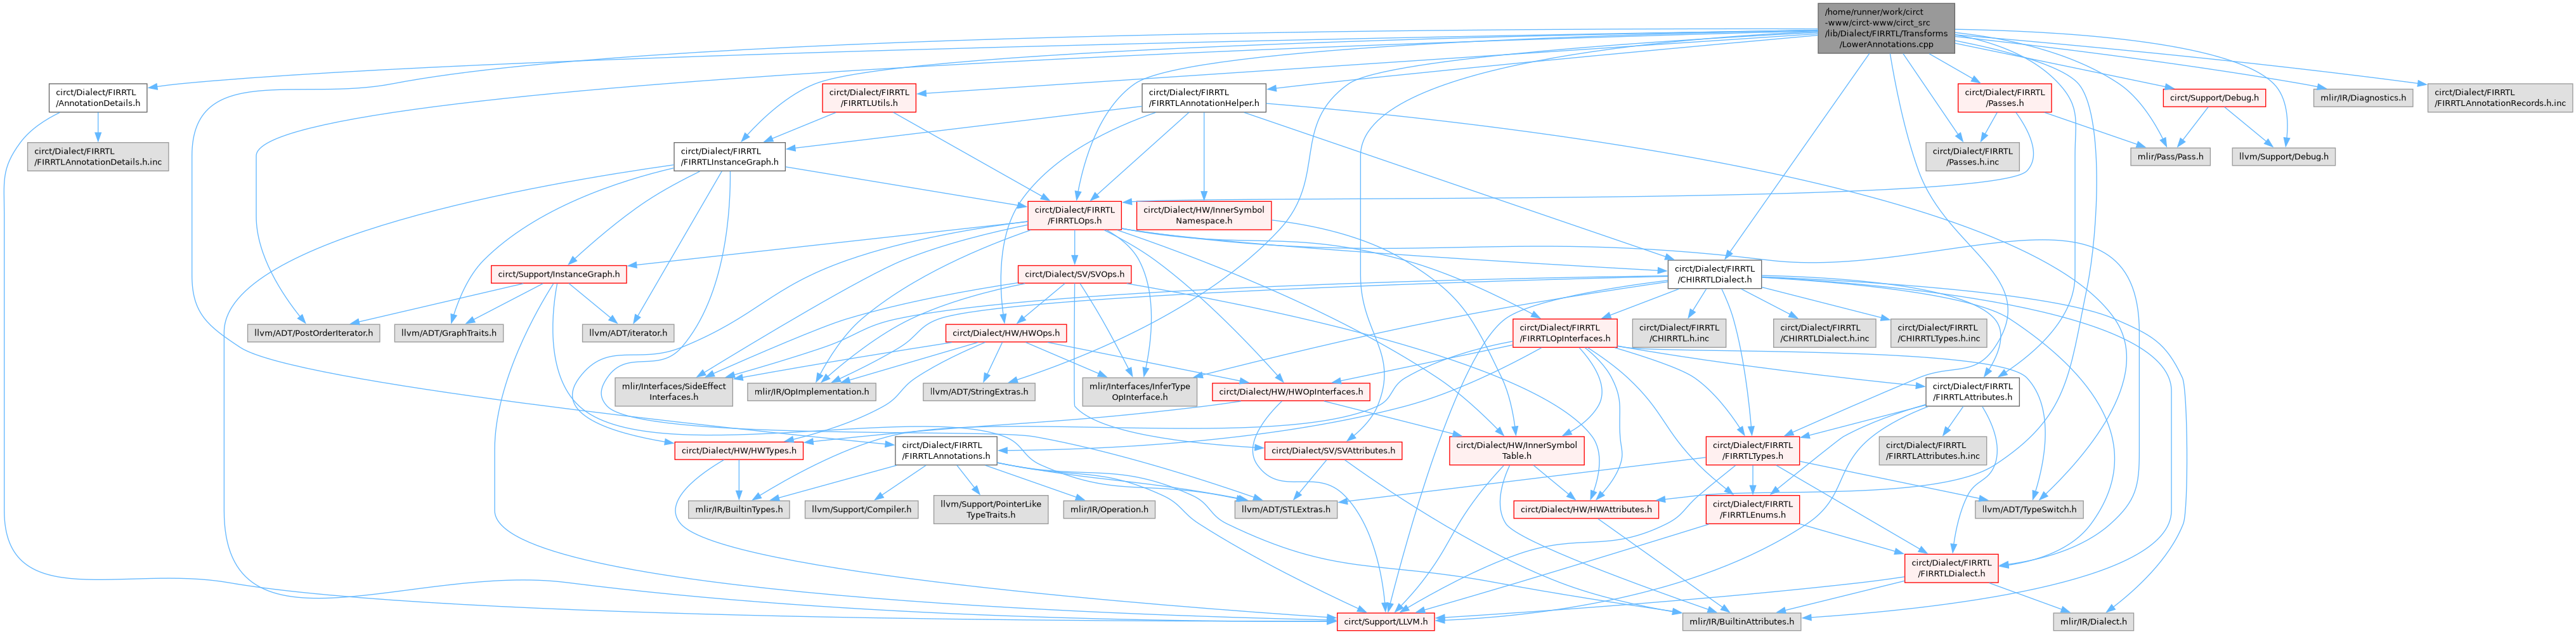 /home/runner/work/circt
-www/circt-www/circt_src
/lib/Dialect/FIRRTL/Transforms
/LowerAnnotations.cpp
circt/Dialect/FIRRTL
/AnnotationDetails.h
circt/Dialect/FIRRTL
/FIRRTLUtils.h
circt/Dialect/FIRRTL
/FIRRTLAnnotationHelper.h
circt/Dialect/FIRRTL
/Passes.h
circt/Support/Debug.h
mlir/IR/Diagnostics.h
circt/Dialect/FIRRTL
/FIRRTLAnnotationRecords.h.inc
circt/Dialect/FIRRTL
/FIRRTLAnnotationDetails.h.inc
circt/Dialect/FIRRTL
/FIRRTLInstanceGraph.h
circt/Dialect/FIRRTL
/Passes.h.inc
mlir/Pass/Pass.h
llvm/Support/Debug.h
circt/Dialect/FIRRTL
/FIRRTLOps.h
circt/Dialect/HW/InnerSymbol
Namespace.h
circt/Support/InstanceGraph.h
circt/Dialect/SV/SVOps.h
circt/Dialect/FIRRTL
/CHIRRTLDialect.h
llvm/ADT/PostOrderIterator.h
llvm/ADT/GraphTraits.h
llvm/ADT/iterator.h
circt/Dialect/HW/HWOps.h
circt/Dialect/FIRRTL
/FIRRTLOpInterfaces.h
circt/Dialect/FIRRTL
/CHIRRTL.h.inc
circt/Dialect/FIRRTL
/CHIRRTLDialect.h.inc
circt/Dialect/FIRRTL
/CHIRRTLTypes.h.inc
mlir/Interfaces/SideEffect
Interfaces.h
mlir/IR/OpImplementation.h
llvm/ADT/StringExtras.h
mlir/Interfaces/InferType
OpInterface.h
circt/Dialect/HW/HWOpInterfaces.h
circt/Dialect/FIRRTL
/FIRRTLAttributes.h
circt/Dialect/HW/HWTypes.h
circt/Dialect/FIRRTL
/FIRRTLAnnotations.h
circt/Dialect/SV/SVAttributes.h
circt/Dialect/HW/InnerSymbol
Table.h
circt/Dialect/FIRRTL
/FIRRTLTypes.h
circt/Dialect/FIRRTL
/FIRRTLAttributes.h.inc
mlir/IR/BuiltinTypes.h
llvm/Support/Compiler.h
llvm/Support/PointerLike
TypeTraits.h
mlir/IR/Operation.h
llvm/ADT/STLExtras.h
circt/Dialect/HW/HWAttributes.h
circt/Dialect/FIRRTL
/FIRRTLEnums.h
llvm/ADT/TypeSwitch.h
circt/Dialect/FIRRTL
/FIRRTLDialect.h
circt/Support/LLVM.h
mlir/IR/BuiltinAttributes.h
mlir/IR/Dialect.h